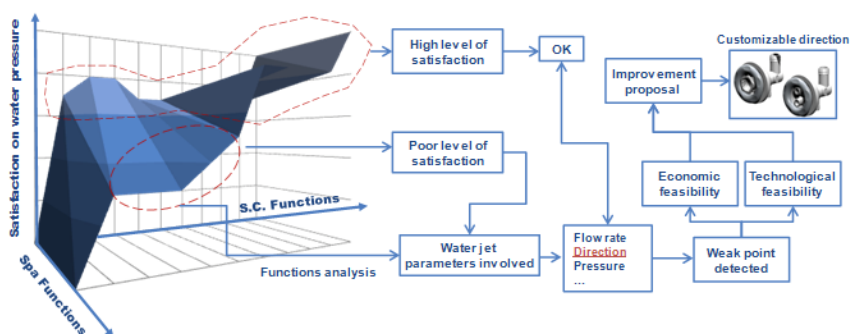 Satisfaction on water pressure
Spa Functions
S.C. Functions
Functions analysis
High level of
satisfaction
OK
Poor level of
satisfaction
Water jet
parameters involved
Flow rate
Direction
Pressure
...
Weak point
detected
Economic
feasibility
Technological
feasibility
Improvement
proposal
Customizable direction